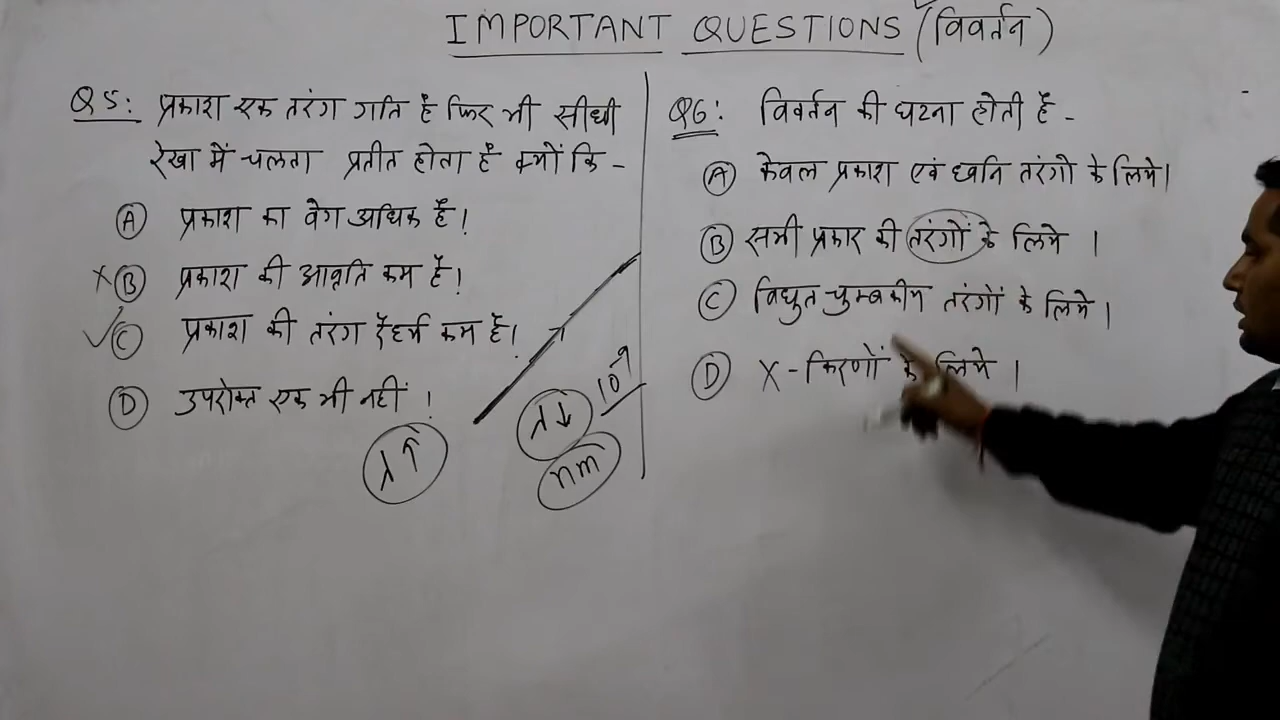 IMPORTANT QUESTIONS (विवर्तन)
Q5: प्रकाश एक तरंग गति है फिर भी सीधी
रेखा में चलता प्रतीत होता है क्यों कि -
(A) प्रकाश का वेग अधिक है।
× (B) प्रकाश की आवृति कम है।
✓ (C) प्रकाश की तरंग दैर्ध्य कम है।
(D) उपरोक्त एक भी नहीं ।
λ↑
λ↓ 10⁻⁹
nm
Q6: विवर्तन की घटना होती है -
(A) केवल प्रकाश एवं ध्वनि तरंगो के लिये।
(B) सभी प्रकार की तरंगों के लिये ।
(C) विधुत चुम्बकीय तरंगों के लिये।
(D) X - किरणों के लिये ।